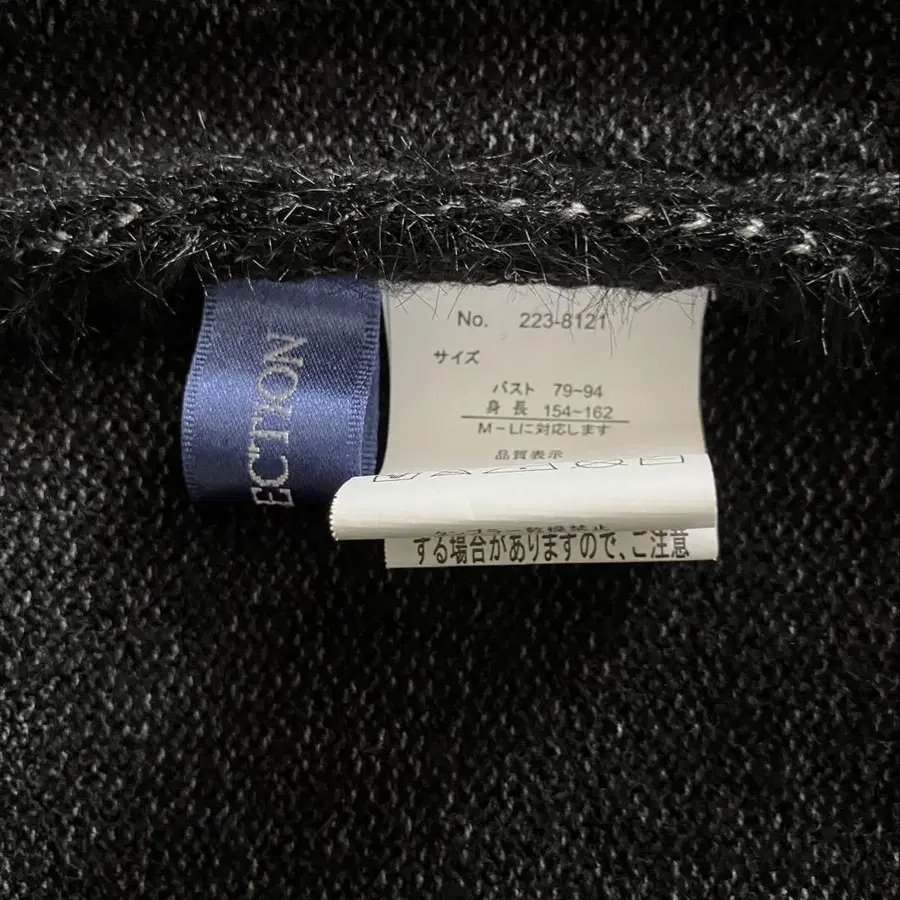 ECTION
No. 223-8121
サイズ
バスト 79~94
身長 154~162
M-Lに対応します
品質表示
する場合がありますので、ご注意